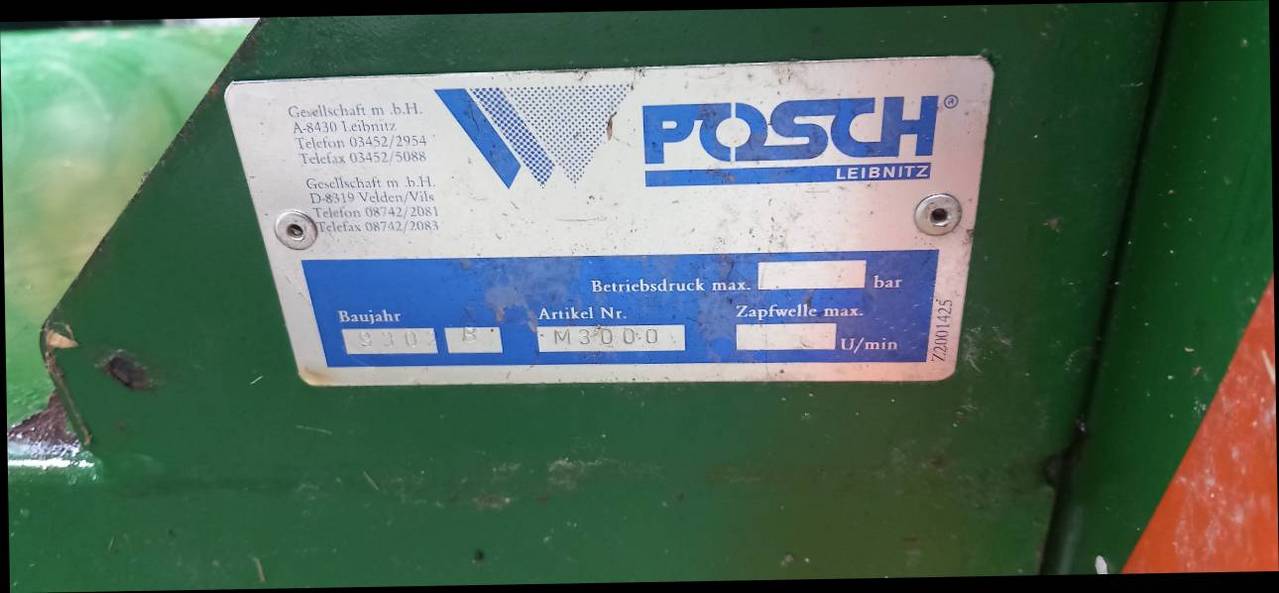 Gesellschaft m .b.H.
A-8430 Leibnitz
Telefon 03452/2954
Telefax 03452/5088
Gesellschaft m .b.H.
D-8319 Velden/Vils
Telefon 08742/2081
Telefax 08742/2083
POSCH®
LEIBNITZ
Betriebsdruck max. bar
Baujahr Artikel Nr. Zapfwelle max.
930 B M3000 U/min
Z2001425